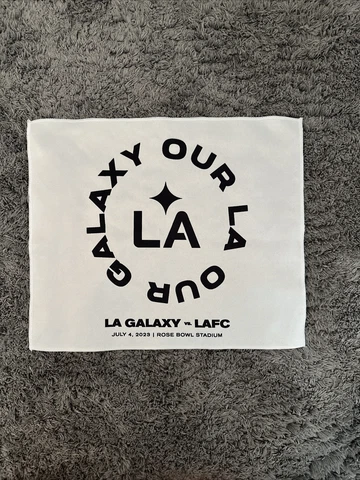 OUR LA OUR GALAXY
LA
LA GALAXY vs. LAFC
JULY 4, 2023 | ROSE BOWL STADIUM